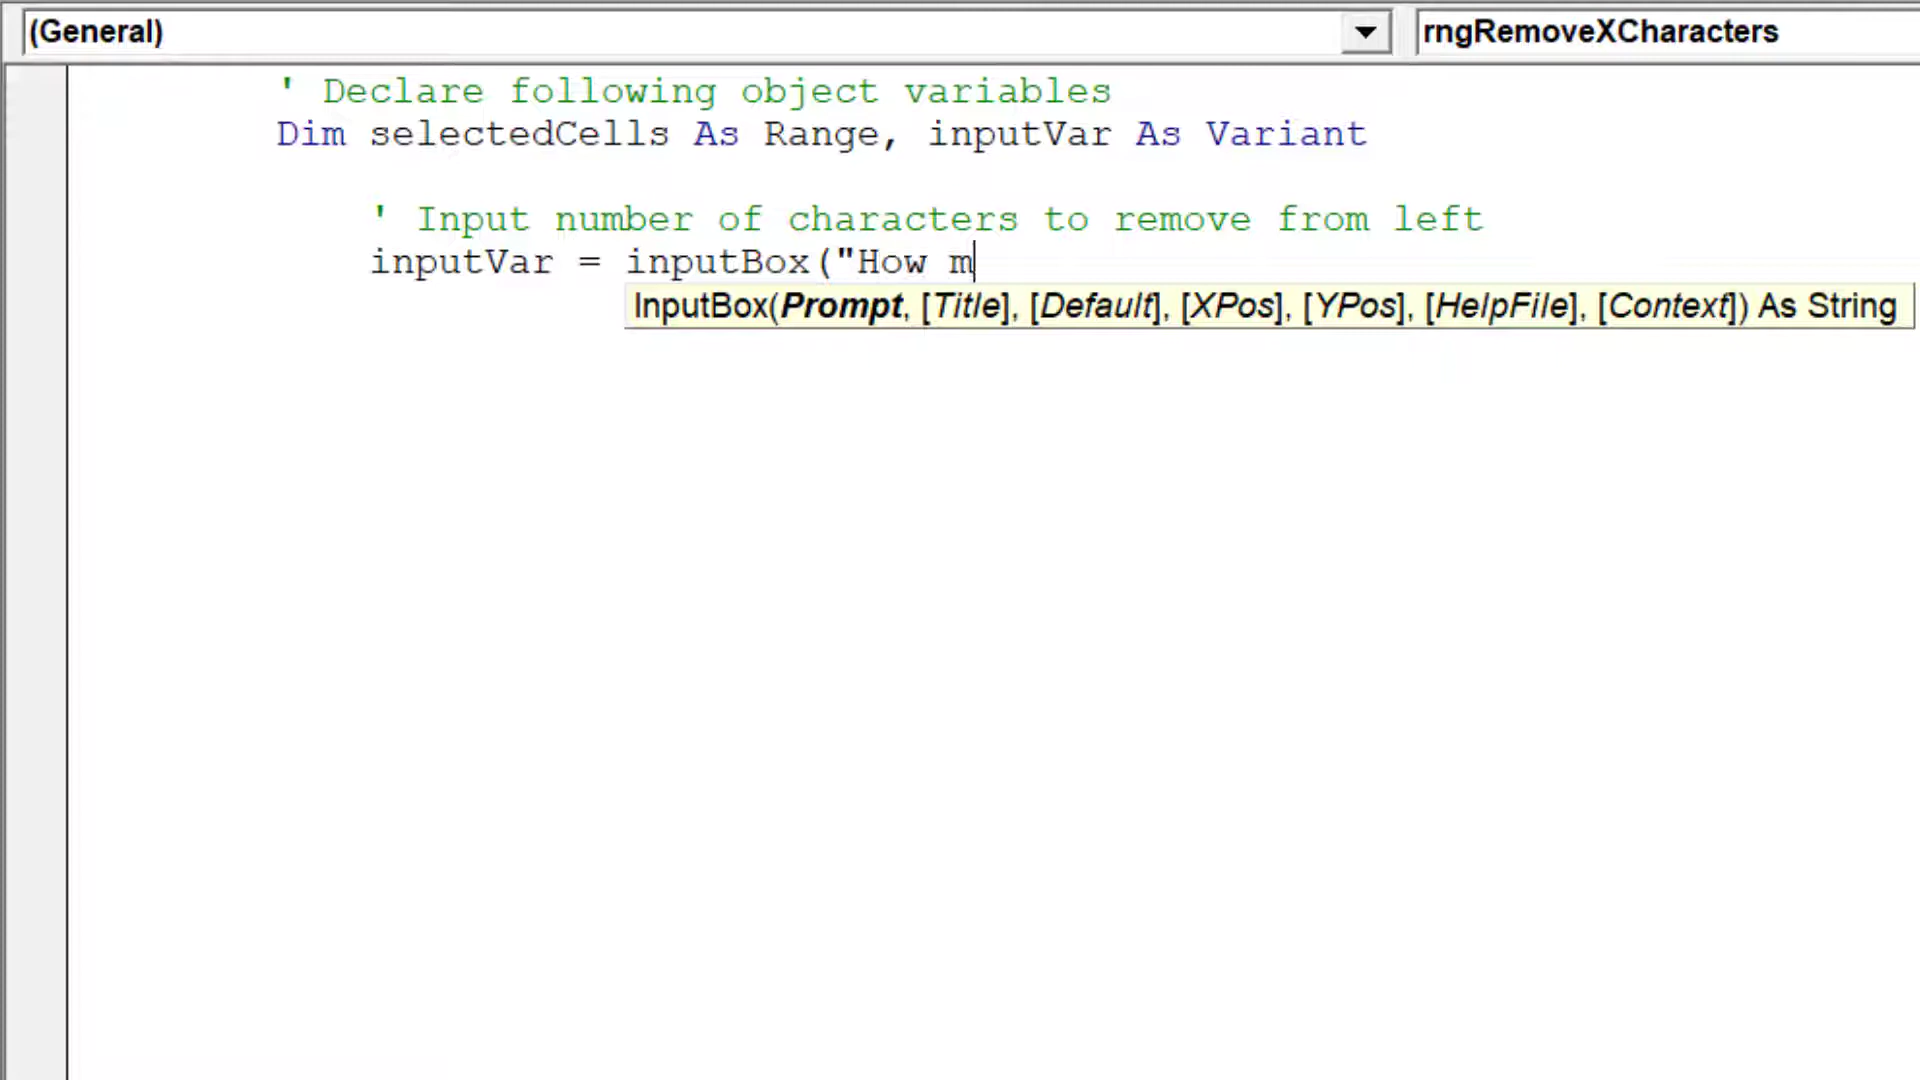 (General)
rngRemoveXCharacters
' Declare following object variables
Dim selectedCells As Range, inputVar As Variant
' Input number of characters to remove from left
inputVar = inputBox("How m
InputBox(Prompt, [Title], [Default], [XPos], [YPos], [HelpFile], [Context]) As String